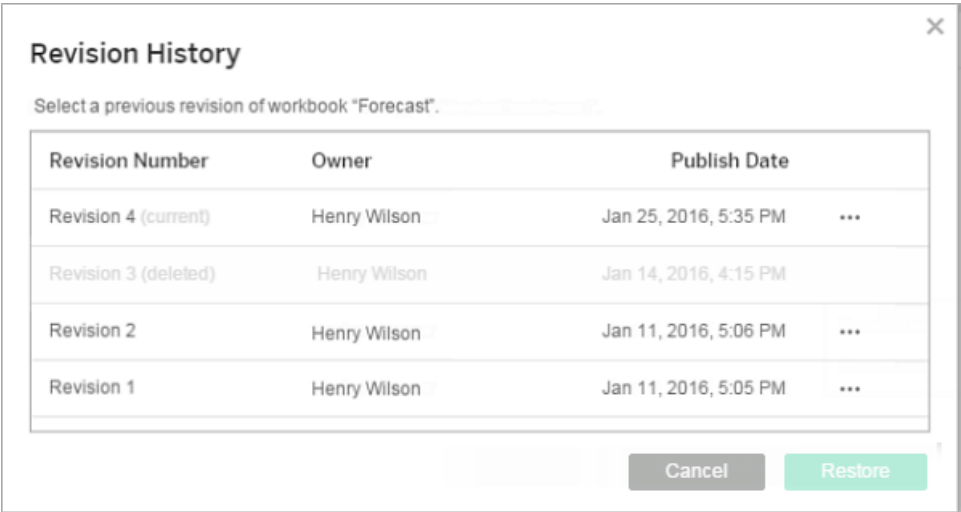 Revision History
Select a previous revision of workbook “Forecast”.
Revision Number Owner Publish Date
Revision 4 (current) Henry Wilson Jan 25, 2016, 5:35 PM •••
Revision 3 (deleted) Henry Wilson Jan 14, 2016, 4:15 PM
Revision 2 Henry Wilson Jan 11, 2016, 5:06 PM •••
Revision 1 Henry Wilson Jan 11, 2016, 5:05 PM •••
Cancel Restore